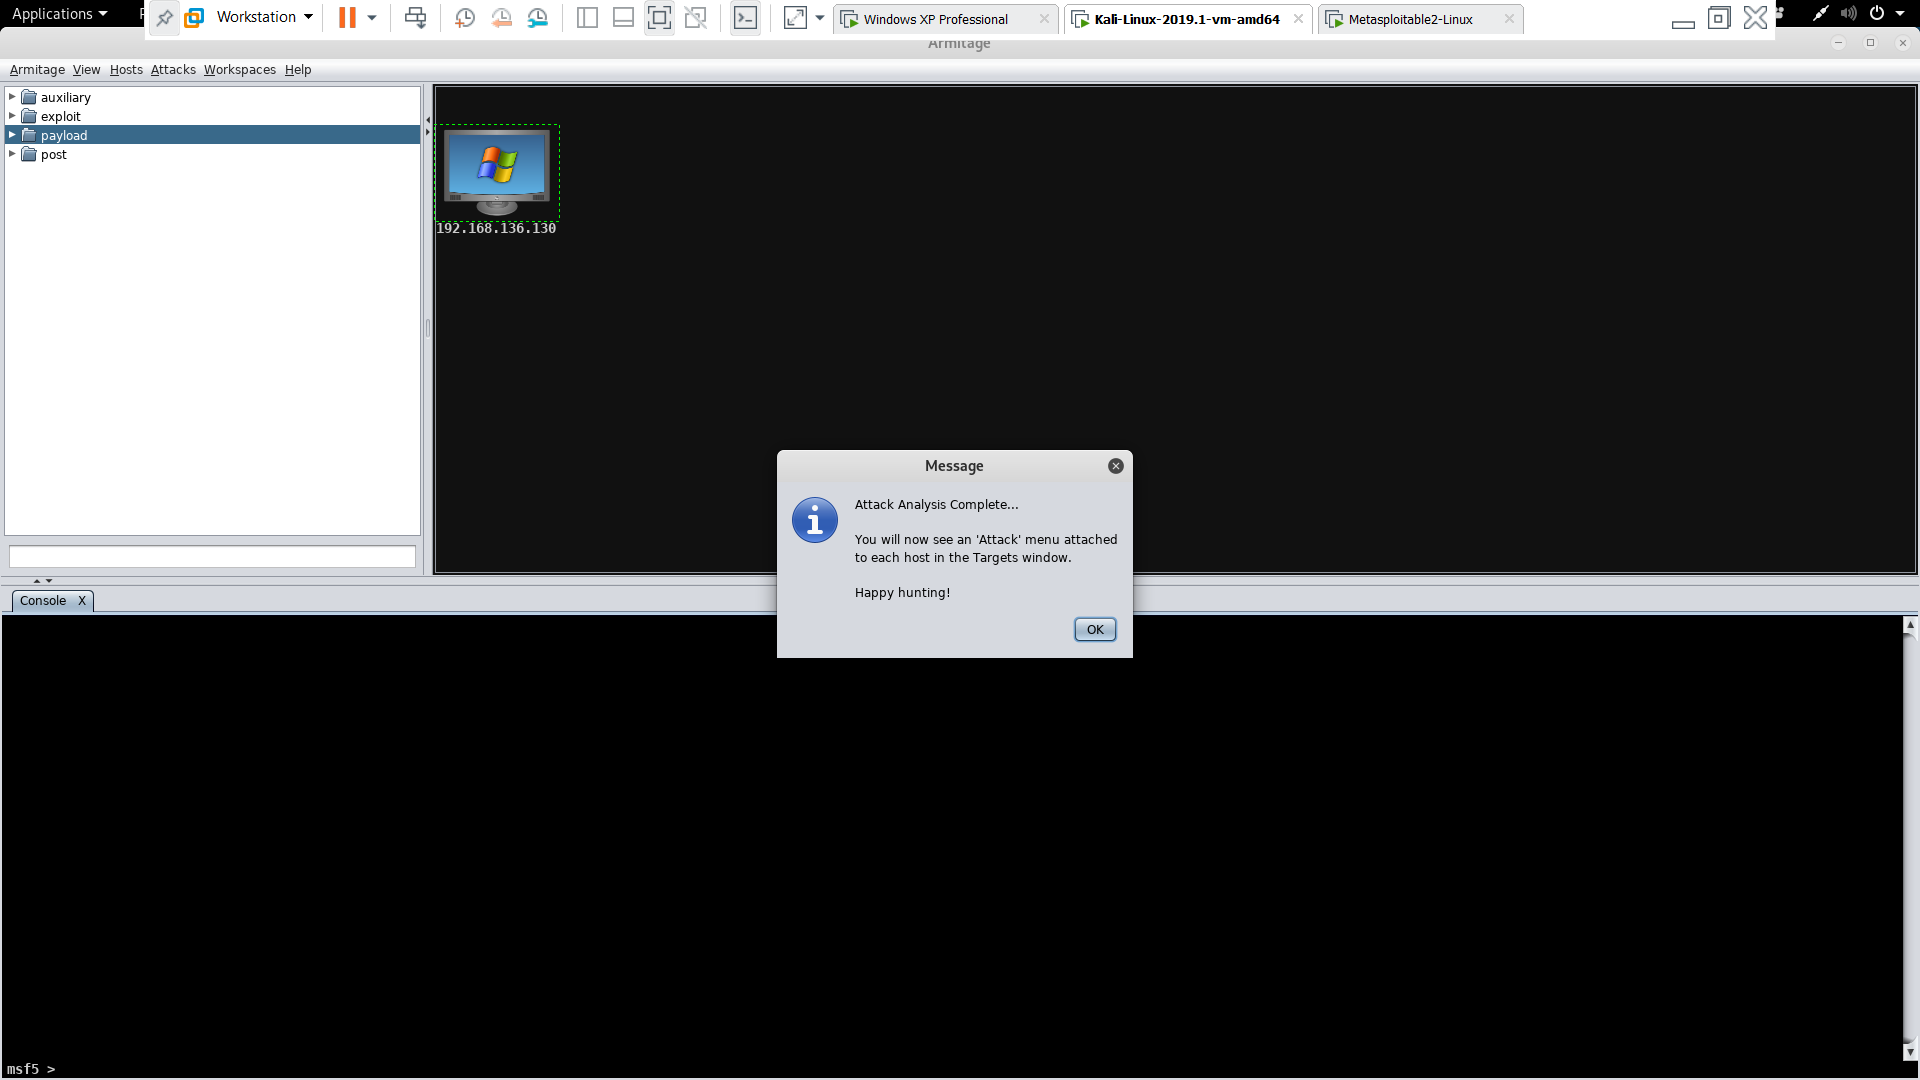 Applications
Workstation
Windows XP Professional
Kali-Linux-2019.1-vm-amd64
Metasploitable2-Linux
Armitage
Armitage View Hosts Attacks Workspaces Help
auxiliary
exploit
payload
post
192.168.136.130
Message
Attack Analysis Complete...
You will now see an 'Attack' menu attached
to each host in the Targets window.
Happy hunting!
OK
Console X
msf5 >